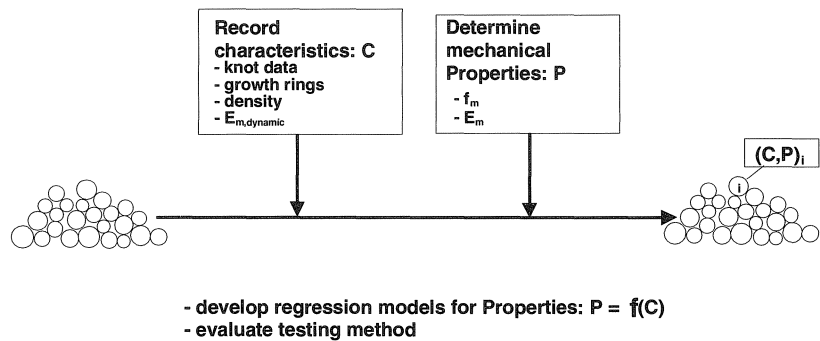 Record
characteristics: C
- knot data
- growth rings
- density
- Em,dynamic
Determine
mechanical
Properties: P
- fm
- Em
(C,P)i
i
- develop regression models for Properties: P = f(C)
- evaluate testing method